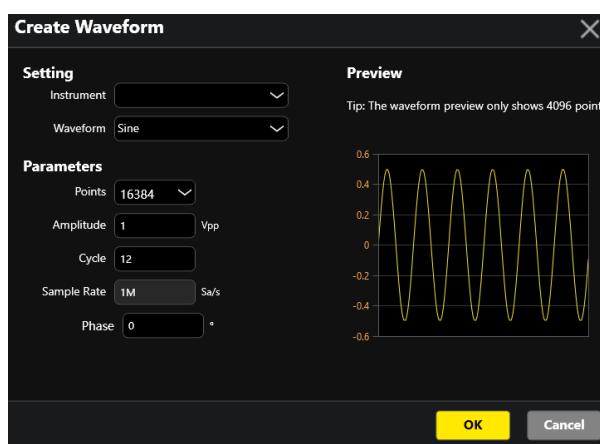 Create Waveform
Setting
Instrument
Waveform Sine
Parameters
Points 16384
Amplitude 1 Vpp
Cycle 12
Sample Rate 1M Sa/s
Phase 0 °
Preview
Tip: The waveform preview only shows 4096 point
0.6
0.4
0.2
0
-0.2
-0.4
-0.6
OK Cancel